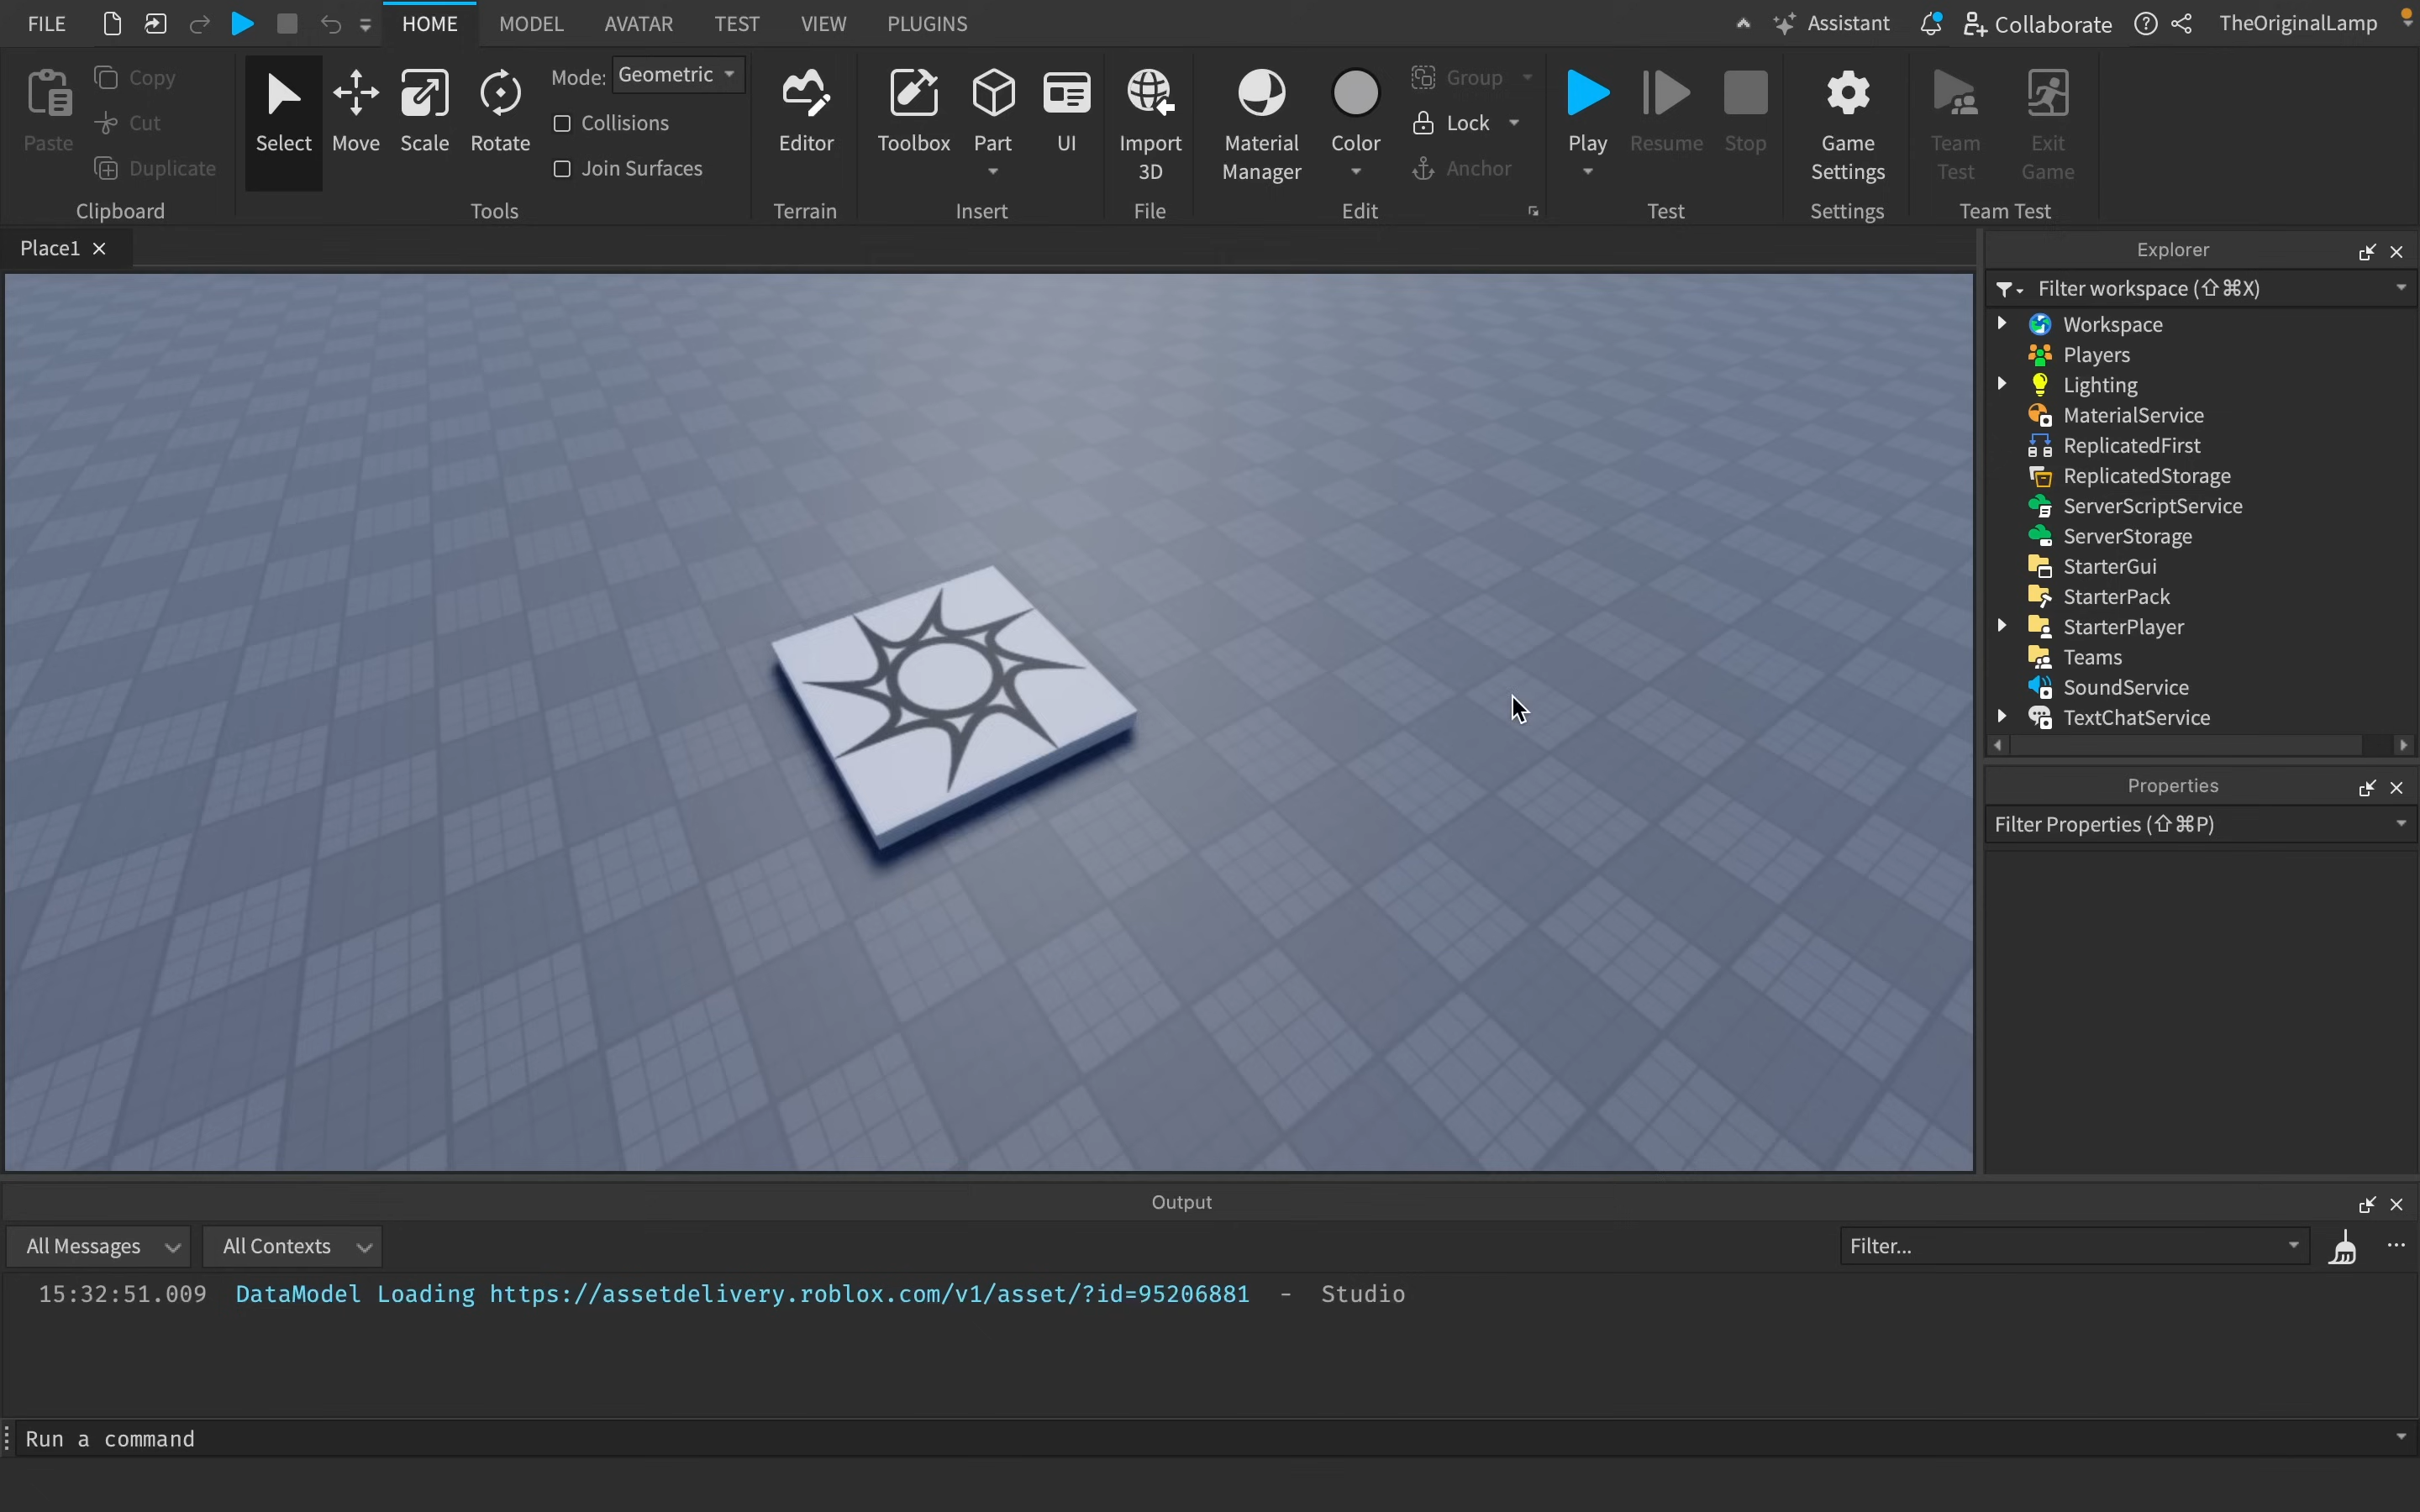 FILE HOME MODEL AVATAR TEST VIEW PLUGINS Assistant Collaborate TheOriginalLamp
Paste
Copy
Cut
Duplicate
Clipboard
Select Move Scale Rotate
Mode: Geometric
Collisions
Join Surfaces
Tools
Editor
Terrain
Toolbox Part UI
Insert
Import
3D
File
Material
Manager
Color
Group
Lock
Anchor
Edit
Play Resume Stop
Test
Game
Settings
Settings
Team
Test
Exit
Game
Team Test
Place1
Explorer
Filter workspace (⇧⌘X)
Workspace
Players
Lighting
MaterialService
ReplicatedFirst
ReplicatedStorage
ServerScriptService
ServerStorage
StarterGui
StarterPack
StarterPlayer
Teams
SoundService
TextChatService
Properties
Filter Properties (⇧⌘P)
Output
All Messages All Contexts Filter...
15:32:51.009 DataModel Loading https://assetdelivery.roblox.com/v1/asset/?id=95206881 - Studio
Run a command